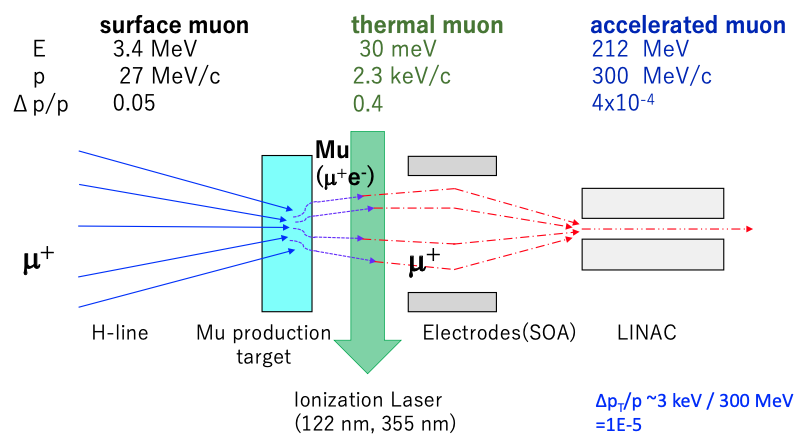 surface muon thermal muon accelerated muon
E 3.4 MeV 30 meV 212 MeV
p 27 MeV/c 2.3 keV/c 300 MeV/c
Δ p/p 0.05 0.4 4x10⁻⁴
Mu
(μ⁺e⁻)
μ⁺ μ⁺
H-line Mu production Electrodes(SOA) LINAC
target
Ionization Laser
(122 nm, 355 nm)
Δp_T/p ~3 keV / 300 MeV
=1E-5